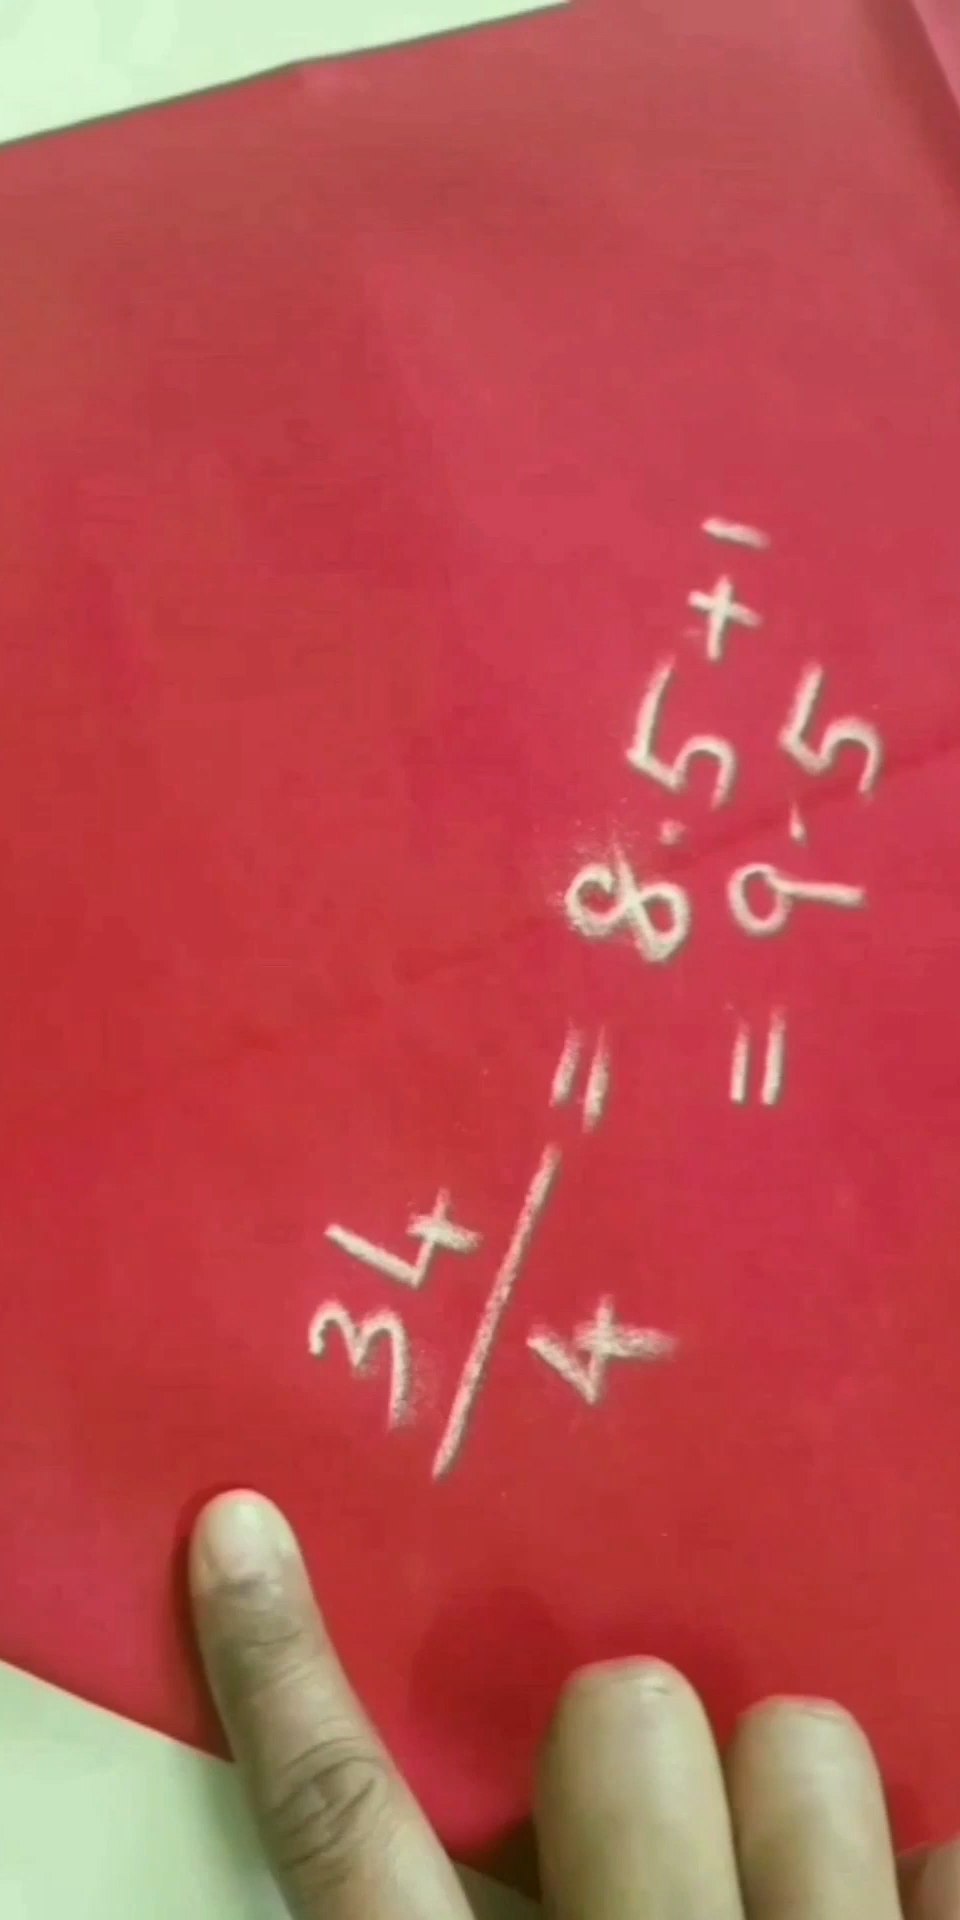 34/4 = 8.5+1
= 9.5